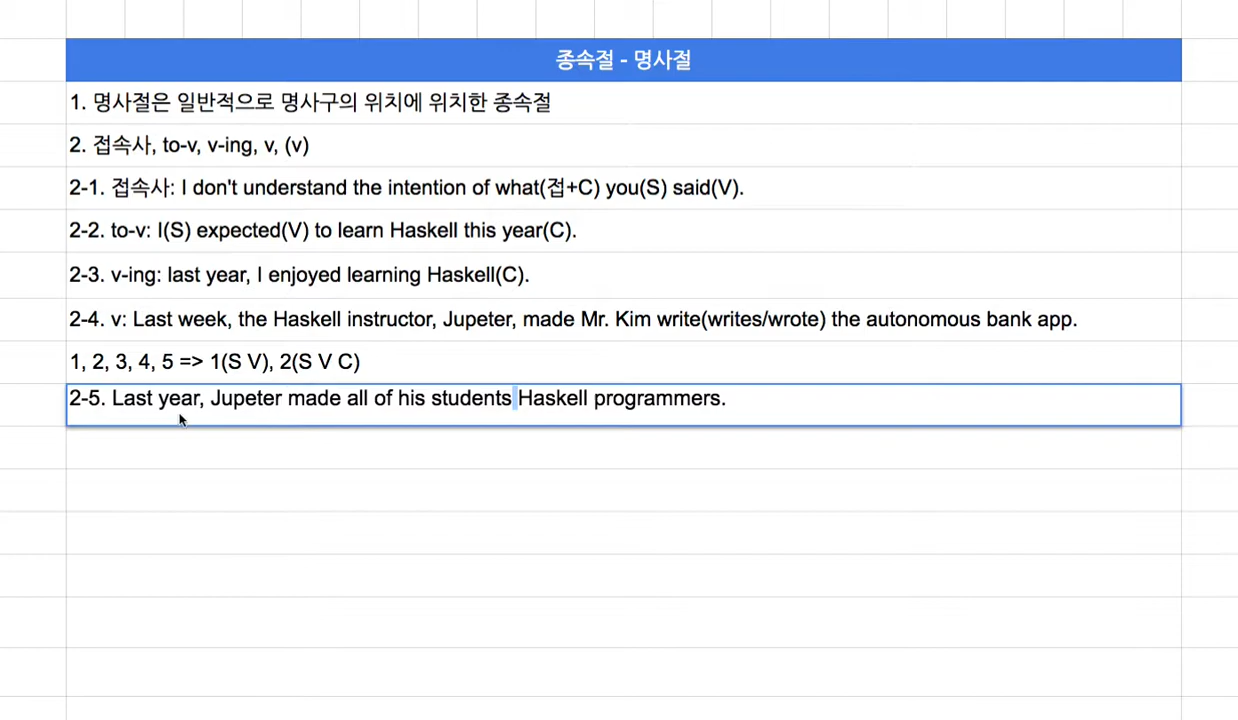 종속절 - 명사절
1. 명사절은 일반적으로 명사구의 위치에 위치한 종속절
2. 접속사, to-v, v-ing, v, (v)
2-1. 접속사: I don't understand the intention of what(접+C) you(S) said(V).
2-2. to-v: I(S) expected(V) to learn Haskell this year(C).
2-3. v-ing: last year, I enjoyed learning Haskell(C).
2-4. v: Last week, the Haskell instructor, Jupeter, made Mr. Kim write(writes/wrote) the autonomous bank app.
1, 2, 3, 4, 5 => 1(S V), 2(S V C)
2-5. Last year, Jupeter made all of his students Haskell programmers.